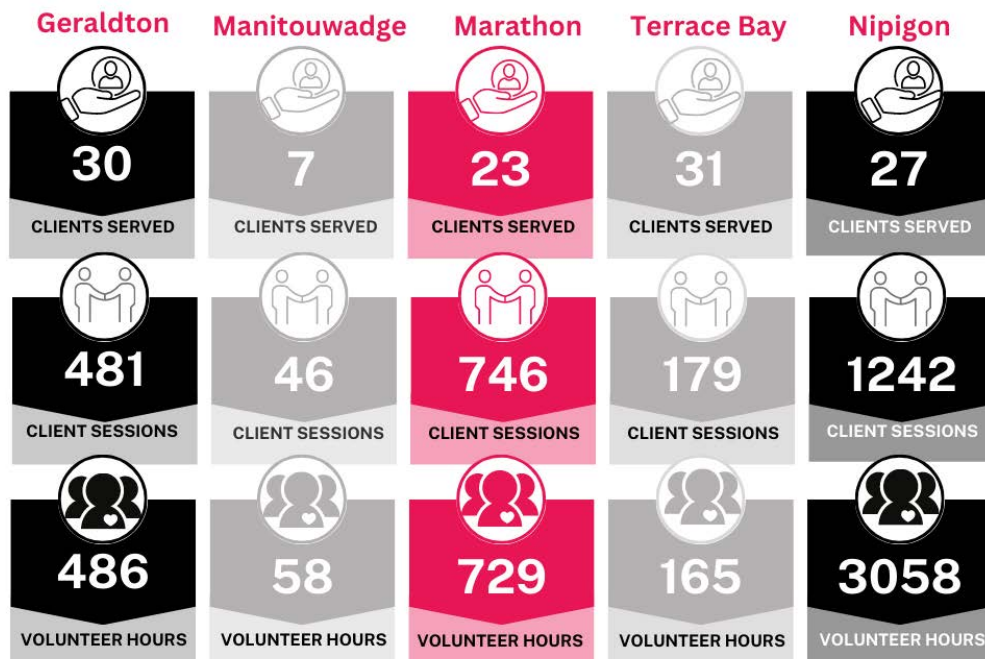 Geraldton Manitouwadge Marathon Terrace Bay Nipigon
30 7 23 31 27
CLIENTS SERVED CLIENTS SERVED CLIENTS SERVED CLIENTS SERVED CLIENTS SERVED
481 46 746 179 1242
CLIENT SESSIONS CLIENT SESSIONS CLIENT SESSIONS CLIENT SESSIONS CLIENT SESSIONS
486 58 729 165 3058
VOLUNTEER HOURS VOLUNTEER HOURS VOLUNTEER HOURS VOLUNTEER HOURS VOLUNTEER HOURS